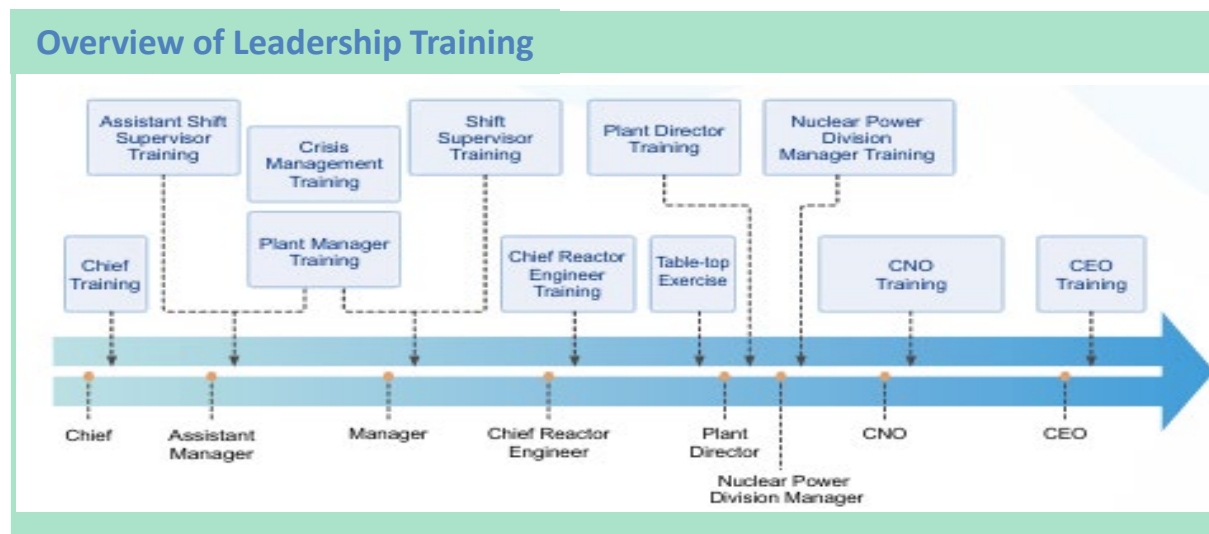 Overview of Leadership Training
Assistant Shift
Supervisor
Training
Crisis
Management
Training
Shift
Supervisor
Training
Plant Director
Training
Nuclear Power
Division
Manager Training
Chief
Training
Plant Manager
Training
Chief Reactor
Engineer
Training
Table-top
Exercise
CNO
Training
CEO
Training
Chief
Assistant
Manager
Manager
Chief Reactor
Engineer
Plant
Director
Nuclear Power
Division Manager
CNO
CEO